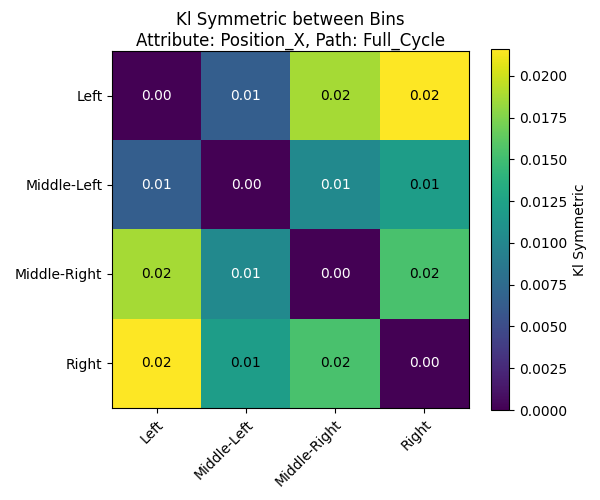 Kl Symmetric between Bins
Attribute: Position_X, Path: Full_Cycle
Left
0.00 0.01 0.02 0.02
Middle-Left
0.01 0.00 0.01 0.01
Middle-Right
0.02 0.01 0.00 0.02
Right
0.02 0.01 0.02 0.00
Left
Middle-Left
Middle-Right
Right
0.0200
0.0175
0.0150
0.0125
0.0100
0.0075
0.0050
0.0025
0.0000
Kl Symmetric